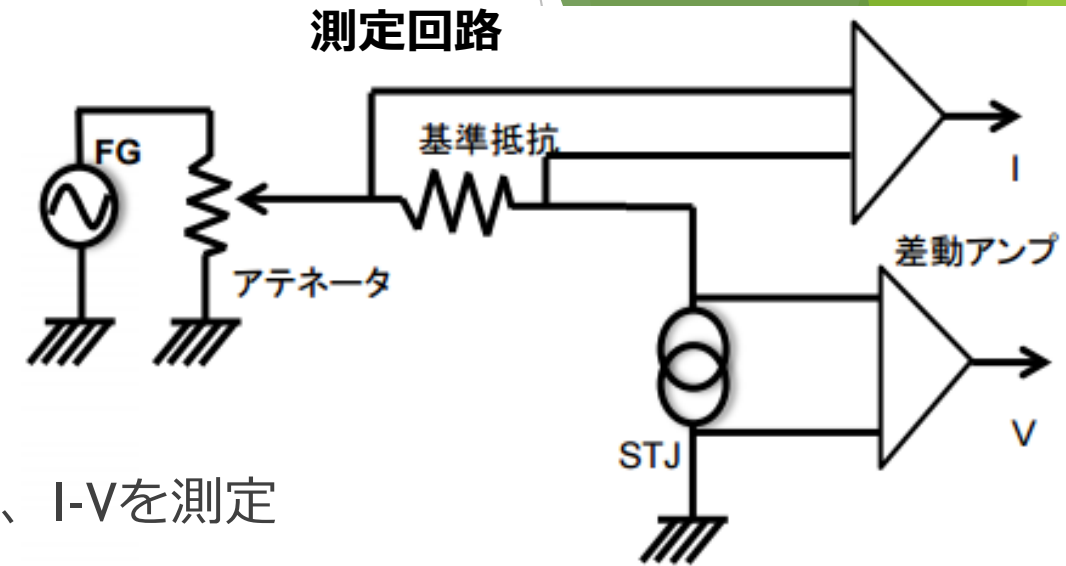 測定回路
FG
基準抵抗
I
アテネータ
差動アンプ
STJ
V
、I-Vを測定